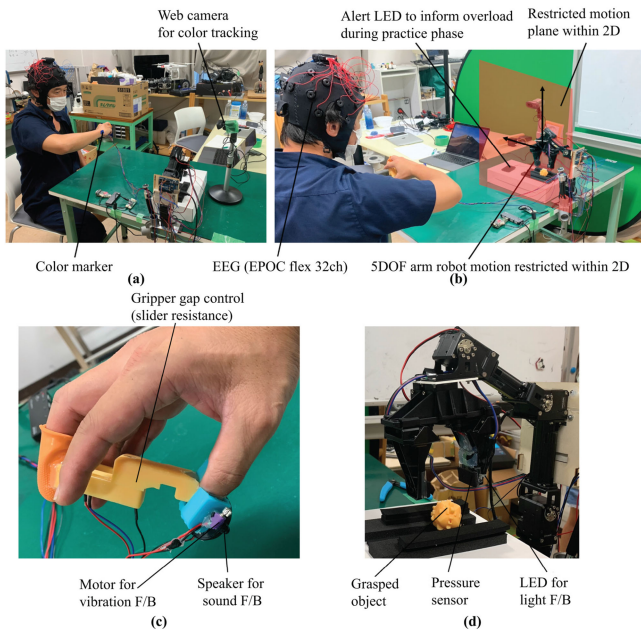 Web camera
for color tracking
Alert LED to inform overload
during practice phase
Restricted motion
plane within 2D
Color marker
EEG (EPOC flex 32ch)
5DOF arm robot motion restricted within 2D
(a)
(b)
Gripper gap control
(slider resistance)
Motor for
vibration F/B
Speaker for
sound F/B
Grasped
object
Pressure
sensor
LED for
light F/B
(c)
(d)